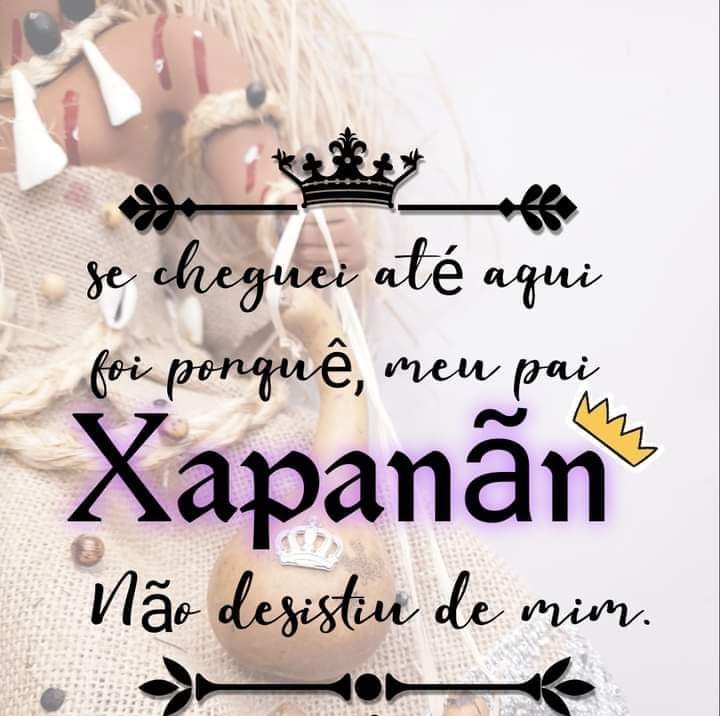 se cheguei até aqui
foi porquê, meu pai
Xapanãn
Não desistiu de mim.